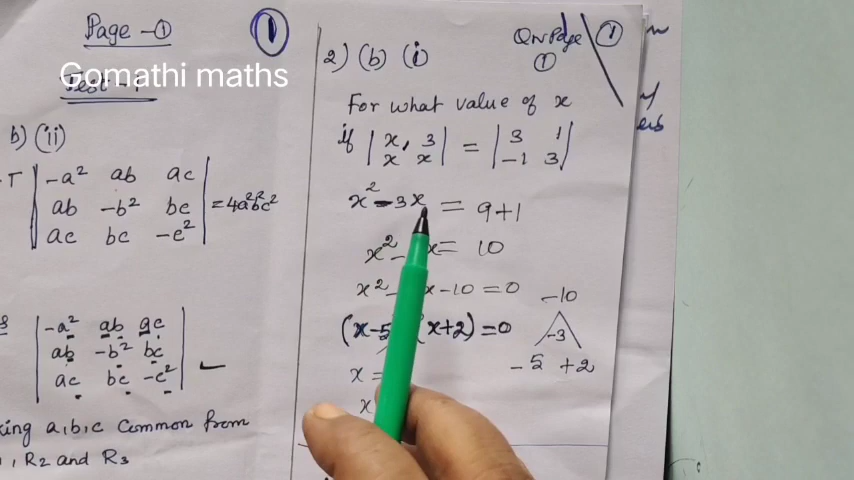 Page - ①
①
Gomathi maths
Test - 1
b) (ii)
-a² ab ac
ab -b² bc = 4a²b²c²
ac bc -c²
-a² ab ac
ab -b² bc
ac bc -c²
king a,b,c Common from
, R2 and R3
QN Page ①
①
2) (b) (i)
For what value of x
if | x 3 | = | 3 1 |
x x -1 3
x² - 3x = 9+1
x² - x = 10
x² - x - 10 = 0
(x-5) (x+2) = 0
-10
-3
-5 +2
x =
x